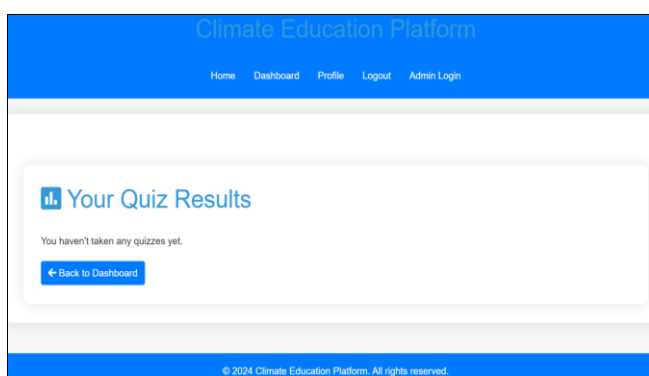 Climate Education Platform
Home Dashboard Profile Logout Admin Login
Your Quiz Results
You haven't taken any quizzes yet.
Back to Dashboard
© 2024 Climate Education Platform. All rights reserved.